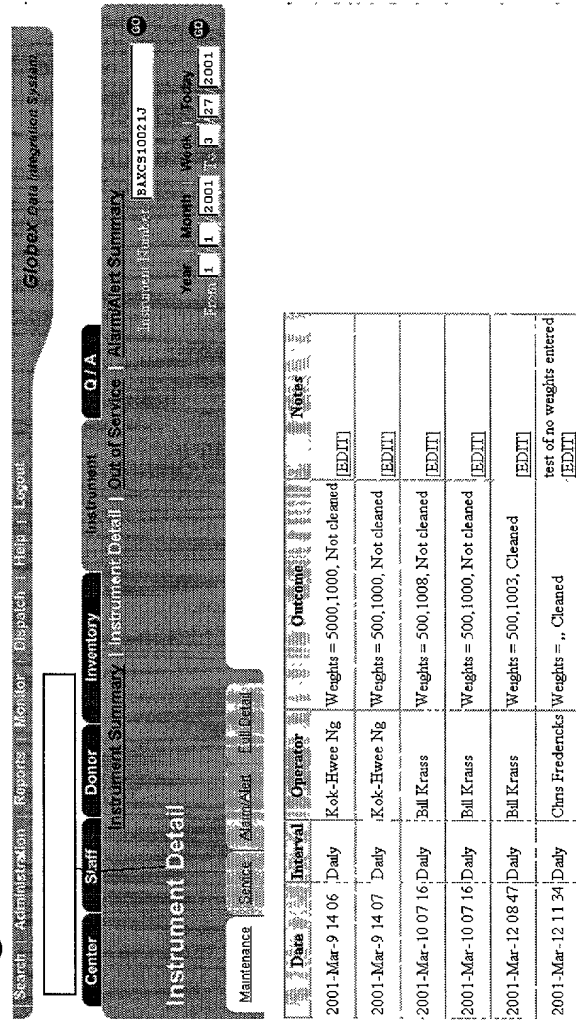 Globex Data Integration System
Search | Administration | Reports | Monitor | Dispatch | Help | Logout
Center Staff Donor Inventory Instrument Q / A
Instrument Summary | Instrument Detail | Out of Service | Alarm/Alert Summary
Instrument Detail
Instrument Number: BAXCS10021J GO
Year Month Week Today
From 1 1 2001 To 3 27 2001 GO
Maintenance Service Alarm/Alert Full Detail
Date Interval Operator Outcome Notes
2001-Mar-9 14 06 Daily Kok-Hwee Ng Weights = 5000,1000, Not cleaned [EDIT]
2001-Mar-9 14 07 Daily Kok-Hwee Ng Weights = 500,1000, Not cleaned [EDIT]
2001-Mar-10 07 16 Daily Bill Krauss Weights = 500,1008, Not cleaned [EDIT]
2001-Mar-10 07 16 Daily Bill Krauss Weights = 500,1000, Not cleaned [EDIT]
2001-Mar-12 08 47 Daily Bill Krauss Weights = 500,1003, Cleaned [EDIT]
2001-Mar-12 11 34 Daily Chris Fredericks Weights = ,, Cleaned test of no weights entered
[EDIT]